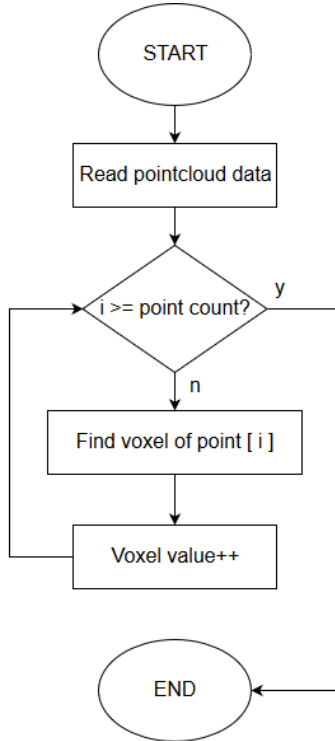 START
Read pointcloud data
i >= point count?
y
n
Find voxel of point [ i ]
Voxel value++
END